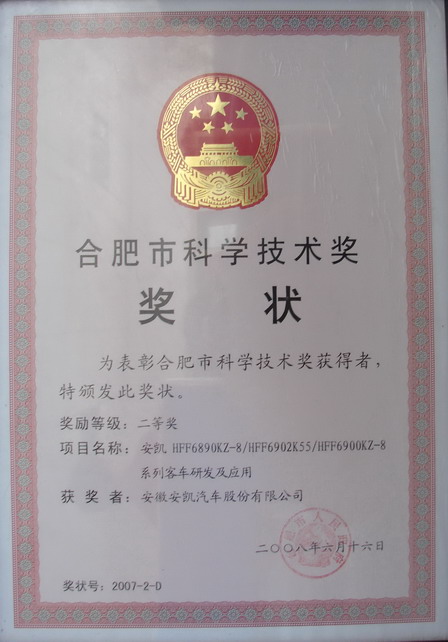 合肥市科学技术奖
奖 状
为表彰合肥市科学技术奖获得者，
特颁发此奖状。
奖励等级：二等奖
项目名称：安凯 HFF6890KZ-8/HFF6902K55/HFF6900KZ-8
系列客车研发及应用
获 奖 者：安徽安凯汽车股份有限公司
二〇〇八年六月十六日
奖状号：2007-2-D